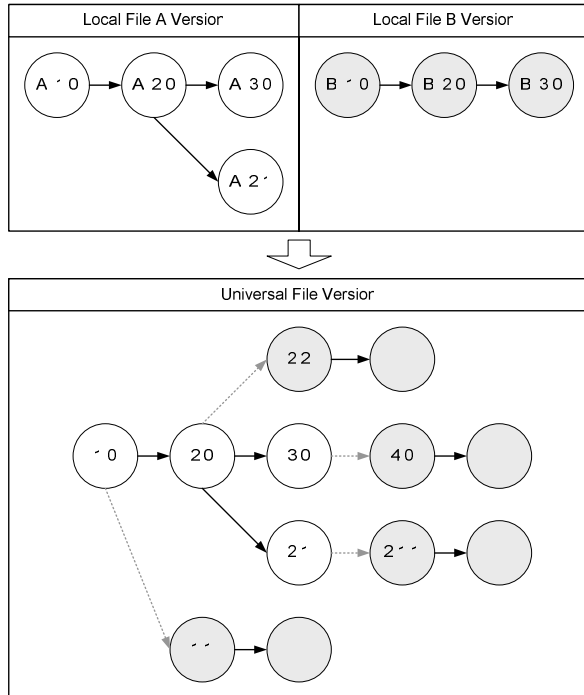 Local File A Version
Local File B Version
A ´ 0
A 20
A 30
B ´ 0
B 20
B 30
A 2´
Universal File Version
22
´ 0
20
30
40
2´
2´ ´
´ ´